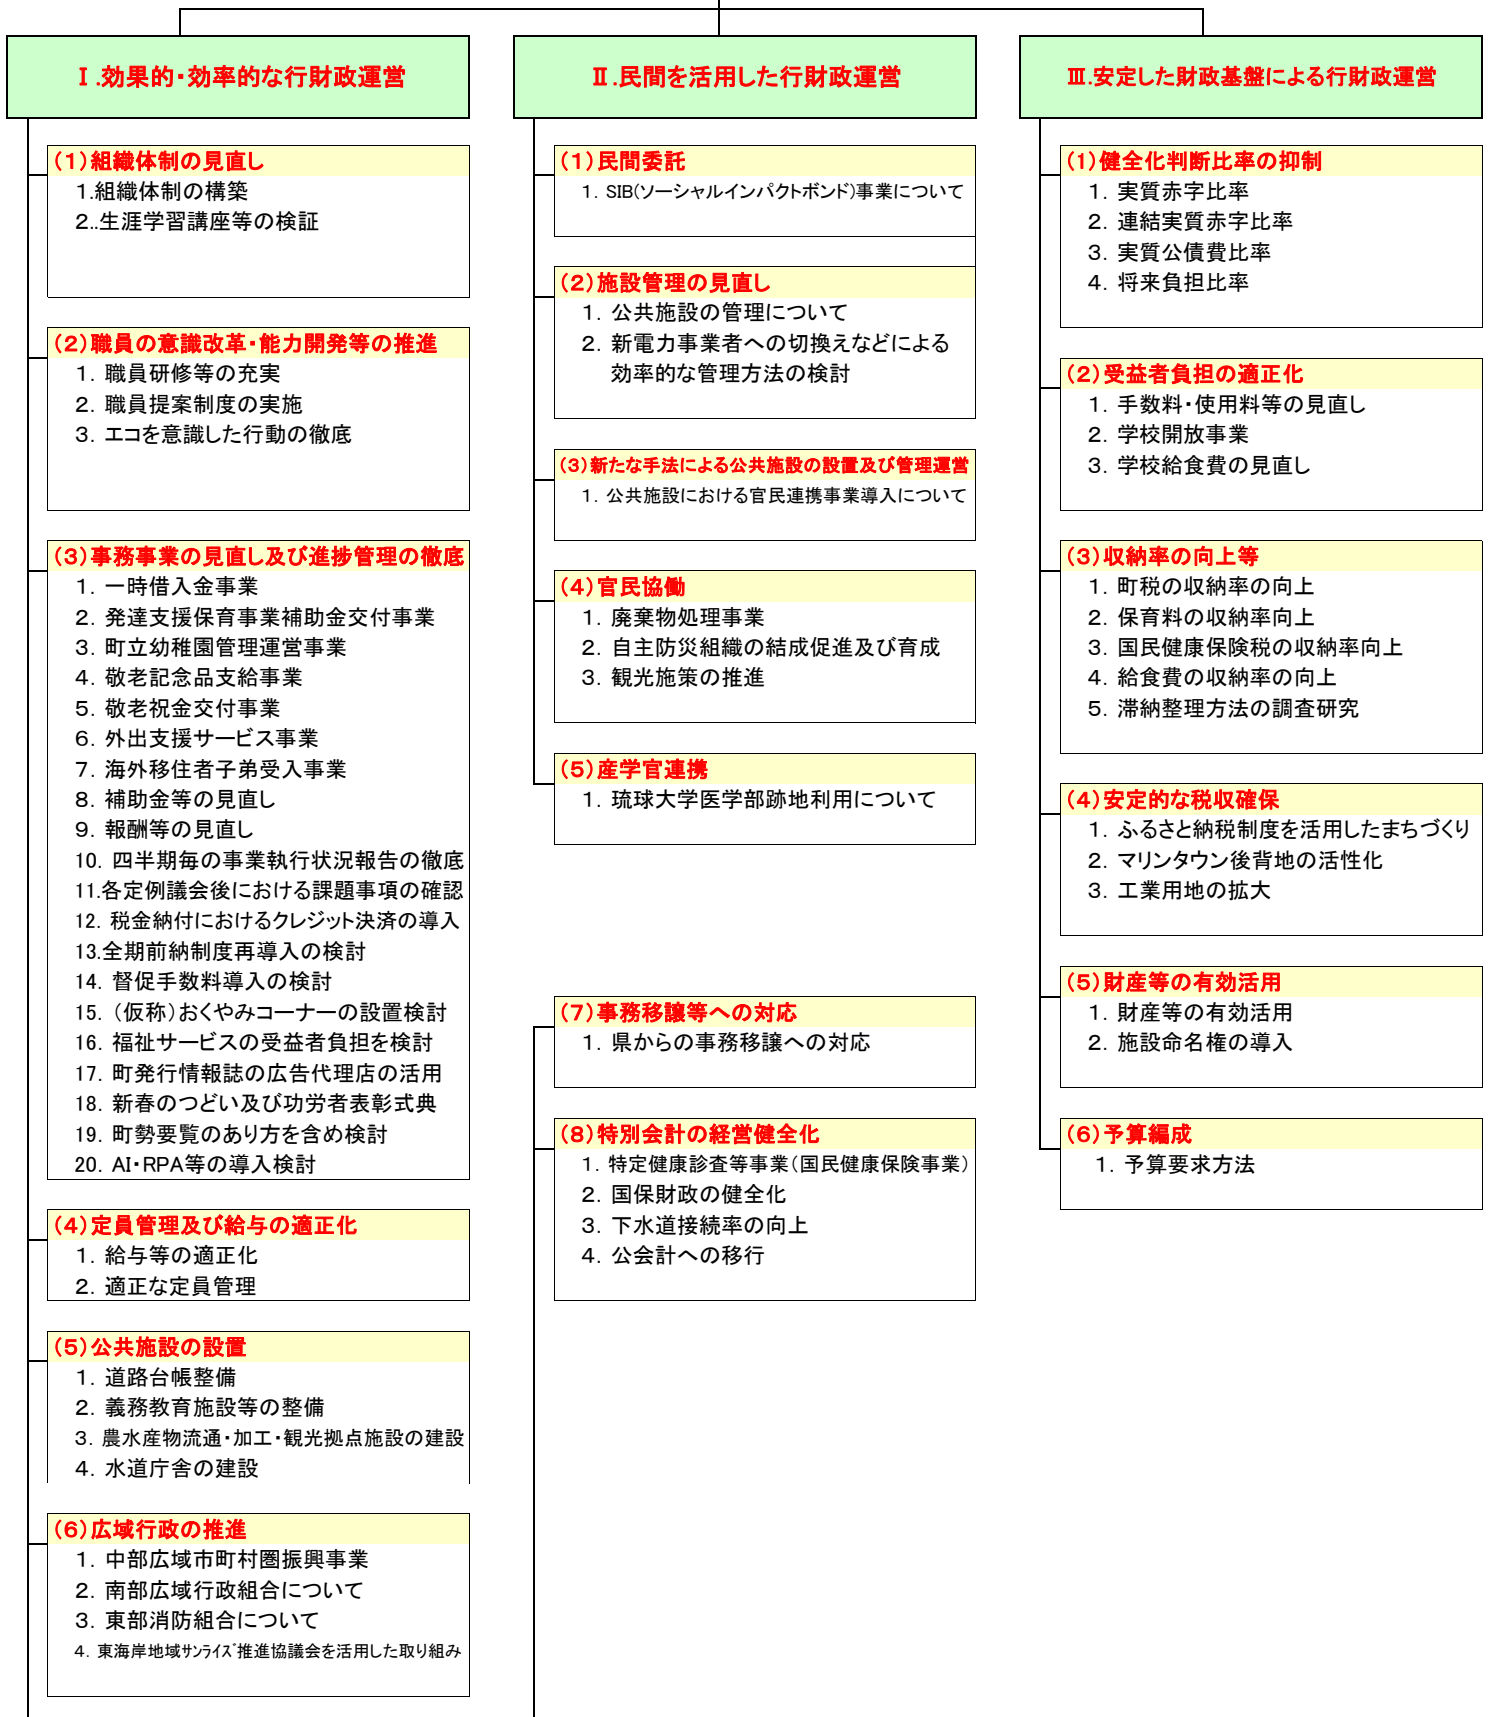 Ⅰ.効果的・効率的な行財政運営
(1)組織体制の見直し
1.組織体制の構築
2..生涯学習講座等の検証
(2)職員の意識改革・能力開発等の推進
1. 職員研修等の充実
2. 職員提案制度の実施
3. エコを意識した行動の徹底
(3)事務事業の見直し及び進捗管理の徹底
1. 一時借入金事業
2. 発達支援保育事業補助金交付事業
3. 町立幼稚園管理運営事業
4. 敬老記念品支給事業
5. 敬老祝金交付事業
6. 外出支援サービス事業
7. 海外移住者子弟受入事業
8. 補助金等の見直し
9. 報酬等の見直し
10. 四半期毎の事業執行状況報告の徹底
11.各定例議会後における課題事項の確認
12. 税金納付におけるクレジット決済の導入
13.全期前納制度再導入の検討
14. 督促手数料導入の検討
15. (仮称)おくやみコーナーの設置検討
16. 福祉サービスの受益者負担を検討
17. 町発行情報誌の広告代理店の活用
18. 新春のつどい及び功労者表彰式典
19. 町勢要覧のあり方を含め検討
20. AI・RPA等の導入検討
(4)定員管理及び給与の適正化
1. 給与等の適正化
2. 適正な定員管理
(5)公共施設の設置
1. 道路台帳整備
2. 義務教育施設等の整備
3. 農水産物流通・加工・観光拠点施設の建設
4. 水道庁舎の建設
(6)広域行政の推進
1. 中部広域市町村圏振興事業
2. 南部広域行政組合について
3. 東部消防組合について
4. 東海岸地域サンライズ推進協議会を活用した取り組み
Ⅱ.民間を活用した行財政運営
(1)民間委託
1. SIB(ソーシャルインパクトボンド)事業について
(2)施設管理の見直し
1. 公共施設の管理について
2. 新電力事業者への切換えなどによる
効率的な管理方法の検討
(3)新たな手法による公共施設の設置及び管理運営
1. 公共施設における官民連携事業導入について
(4)官民協働
1. 廃棄物処理事業
2. 自主防災組織の結成促進及び育成
3. 観光施策の推進
(5)産学官連携
1. 琉球大学医学部跡地利用について
(7)事務移譲等への対応
1. 県からの事務移譲への対応
(8)特別会計の経営健全化
1. 特定健康診査等事業(国民健康保険事業)
2. 国保財政の健全化
3. 下水道接続率の向上
4. 公会計への移行
Ⅲ.安定した財政基盤による行財政運営
(1)健全化判断比率の抑制
1. 実質赤字比率
2. 連結実質赤字比率
3. 実質公債費比率
4. 将来負担比率
(2)受益者負担の適正化
1. 手数料・使用料等の見直し
2. 学校開放事業
3. 学校給食費の見直し
(3)収納率の向上等
1. 町税の収納率の向上
2. 保育料の収納率向上
3. 国民健康保険税の収納率向上
4. 給食費の収納率の向上
5. 滞納整理方法の調査研究
(4)安定的な税収確保
1. ふるさと納税制度を活用したまちづくり
2. マリンタウン後背地の活性化
3. 工業用地の拡大
(5)財産等の有効活用
1. 財産等の有効活用
2. 施設命名権の導入
(6)予算編成
1. 予算要求方法